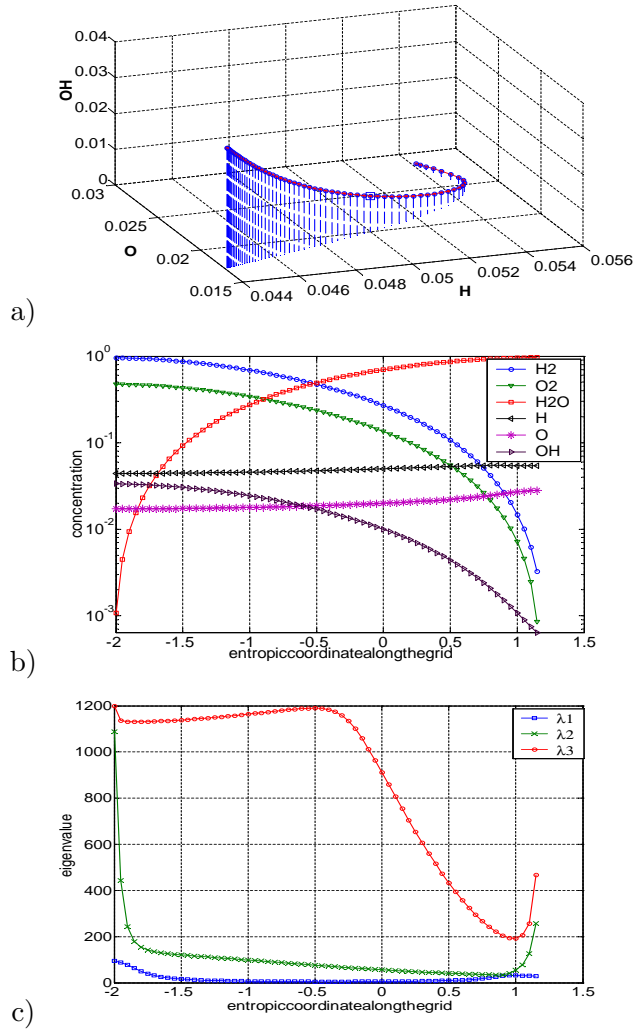 0.04
0.03
0.02
0.01
0
OH
0.03
0.025
0.02
0.015
O
0.044
0.046
0.048
0.05
0.052
0.054
0.056
H
a)
10^0
10^-1
10^-2
10^-3
concentration
H2
O2
H2O
H
O
OH
-2
-1.5
-1
-0.5
0
0.5
1
1.5
entropiccoordinatealongthegrid
b)
1200
1000
800
600
400
200
0
eigenvalue
λ1
λ2
λ3
-2
-1.5
-1
-0.5
0
0.5
1
1.5
entropiccoordinatealongthegrid
c)